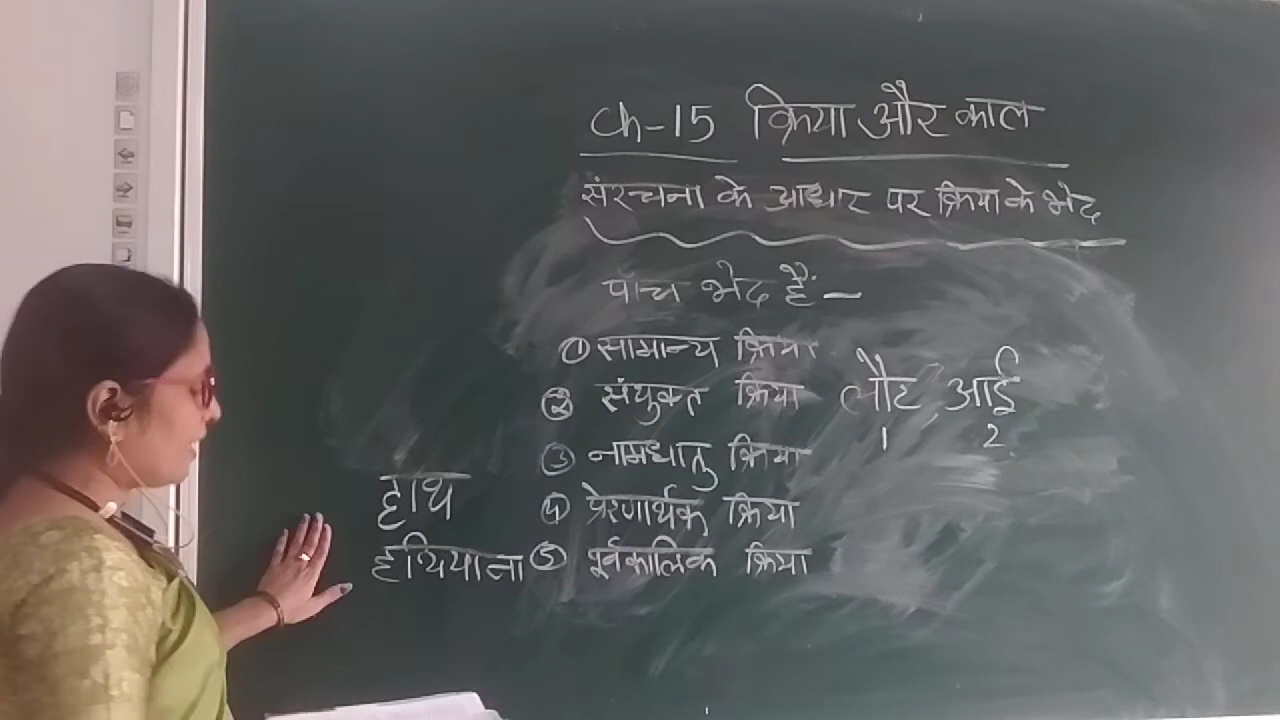 Ch-15 क्रिया और काल
संरचना के आधार पर क्रिया के भेद
पाँच भेद हैं -
① सामान्य क्रिया
② संयुक्त क्रिया लौट आई
1 2
③ नामधातु क्रिया
हाथ ④ प्रेरणार्थक क्रिया
हथियाना ⑤ पूर्वकालिक क्रिया